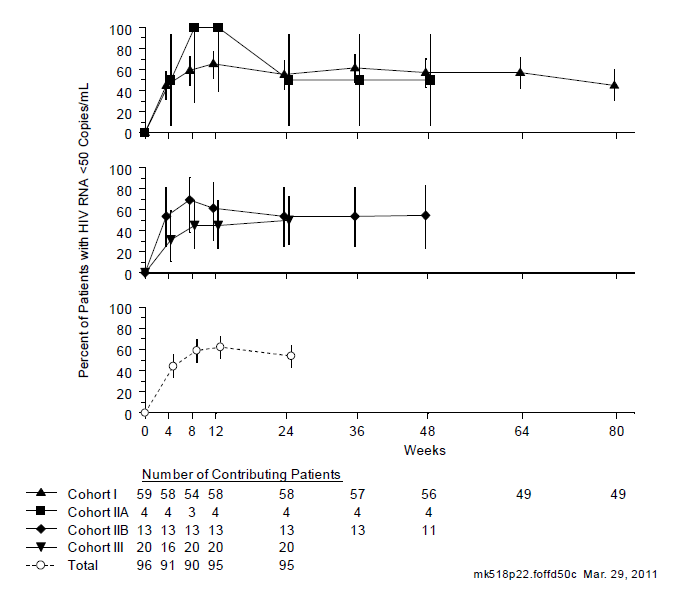 Percent of Patients with HIV RNA <50 Copies/mL
100
80
60
40
20
0
100
80
60
40
20
0
100
80
60
40
20
0
0 4 8 12 24 36 48 64 80
Weeks
Number of Contributing Patients
Cohort I 59 58 54 58 58 57 56 49 49
Cohort IIA 4 4 3 4 4 4 4
Cohort IIB 13 13 13 13 13 13 11
Cohort III 20 16 20 20 20
Total 96 91 90 95 95
mk518p22.foffd50c Mar. 29, 2011